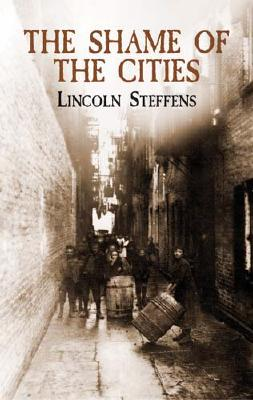 THE SHAME OF
THE CITIES
LINCOLN STEFFENS